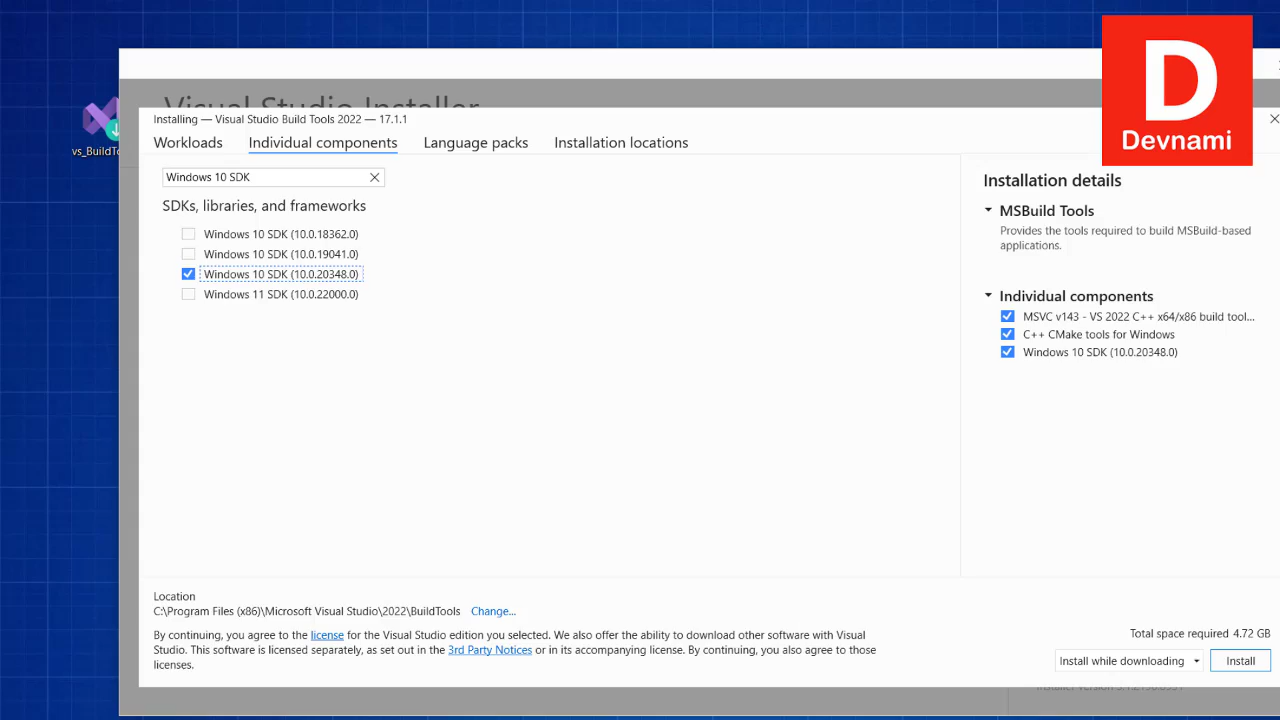 D
Devnami
Visual Studio Installer
vs_BuildTo
Installing — Visual Studio Build Tools 2022 — 17.1.1
Workloads
Individual components
Language packs
Installation locations
Windows 10 SDK
SDKs, libraries, and frameworks
Windows 10 SDK (10.0.18362.0)
Windows 10 SDK (10.0.19041.0)
Windows 10 SDK (10.0.20348.0)
Windows 11 SDK (10.0.22000.0)
Installation details
MSBuild Tools
Provides the tools required to build MSBuild-based
applications.
Individual components
MSVC v143 - VS 2022 C++ x64/x86 build tool...
C++ CMake tools for Windows
Windows 10 SDK (10.0.20348.0)
Location
C:\Program Files (x86)\Microsoft Visual Studio\2022\BuildTools
Change...
By continuing, you agree to the license for the Visual Studio edition you selected. We also offer the ability to download other software with Visual
Studio. This software is licensed separately, as set out in the 3rd Party Notices or in its accompanying license. By continuing, you also agree to those
licenses.
Total space required 4.72 GB
Install while downloading
Install